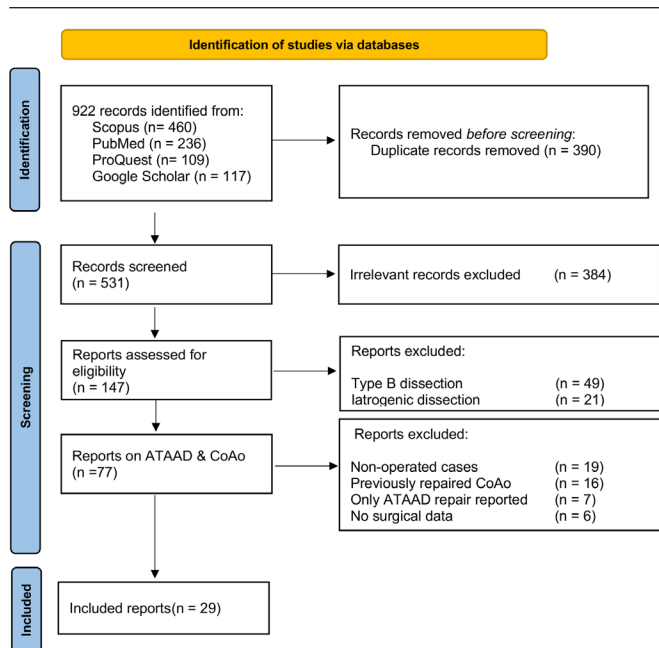 Identification of studies via databases
Identification
922 records identified from:
Scopus (n= 460)
PubMed (n = 236)
ProQuest (n= 109)
Google Scholar (n = 117)
Records removed before screening:
Duplicate records removed (n = 390)
Screening
Records screened
(n = 531)
Irrelevant records excluded (n = 384)
Reports assessed for
eligibility
(n = 147)
Reports excluded:
Type B dissection (n = 49)
Iatrogenic dissection (n = 21)
Reports on ATAAD & CoAo
(n =77)
Reports excluded:
Non-operated cases (n = 19)
Previously repaired CoAo (n = 16)
Only ATAAD repair reported (n = 7)
No surgical data (n = 6)
Included
Included reports(n = 29)